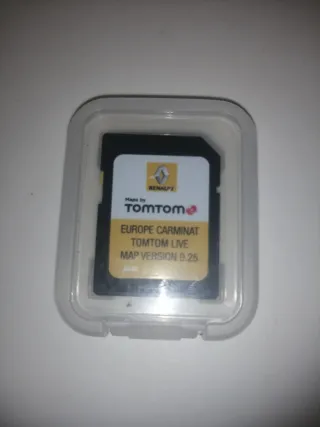 RENAULT
Maps by
TOMTOM
EUROPE CARMINAT
TOMTOM LIVE
MAP VERSION 9.25